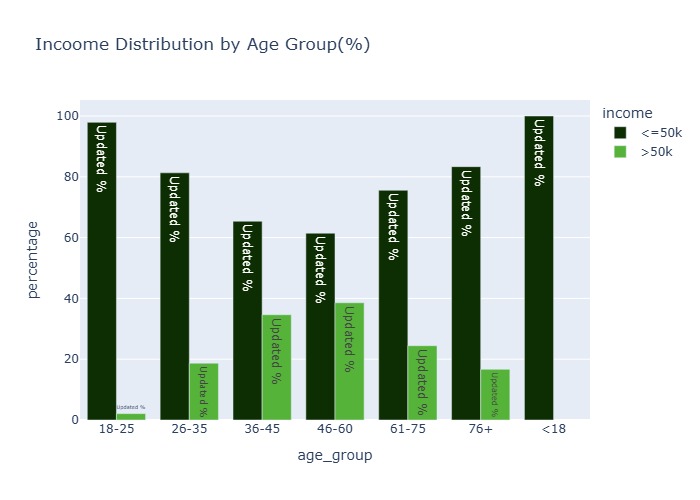 Incoome Distribution by Age Group(%)
income
<=50k
>50k
percentage
100
80
60
40
20
0
Updated %
Updated %
Updated %
Updated %
Updated %
Updated %
Updated %
Updated %
Updated %
Updated %
Updated %
Updated %
Updated %
18-25
26-35
36-45
46-60
61-75
76+
<18
age_group